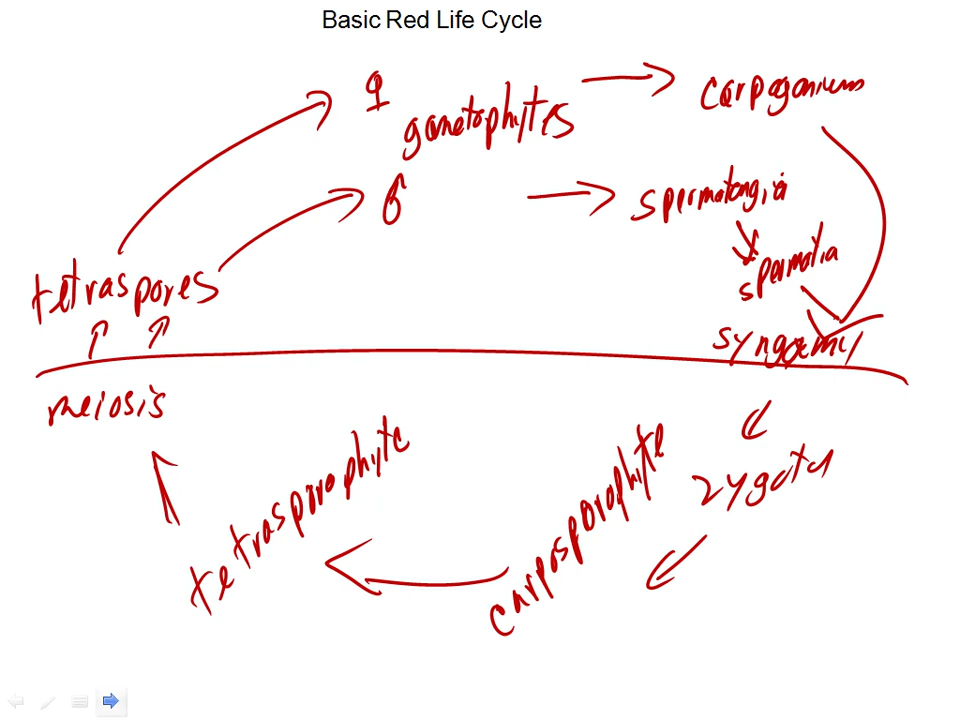 Basic Red Life Cycle
♀
gametophytes
carpogonium
♂
spermatangia
spermatia
tetraspores
syngamy
meiosis
zygote
tetrasporophyte
carposporophyte